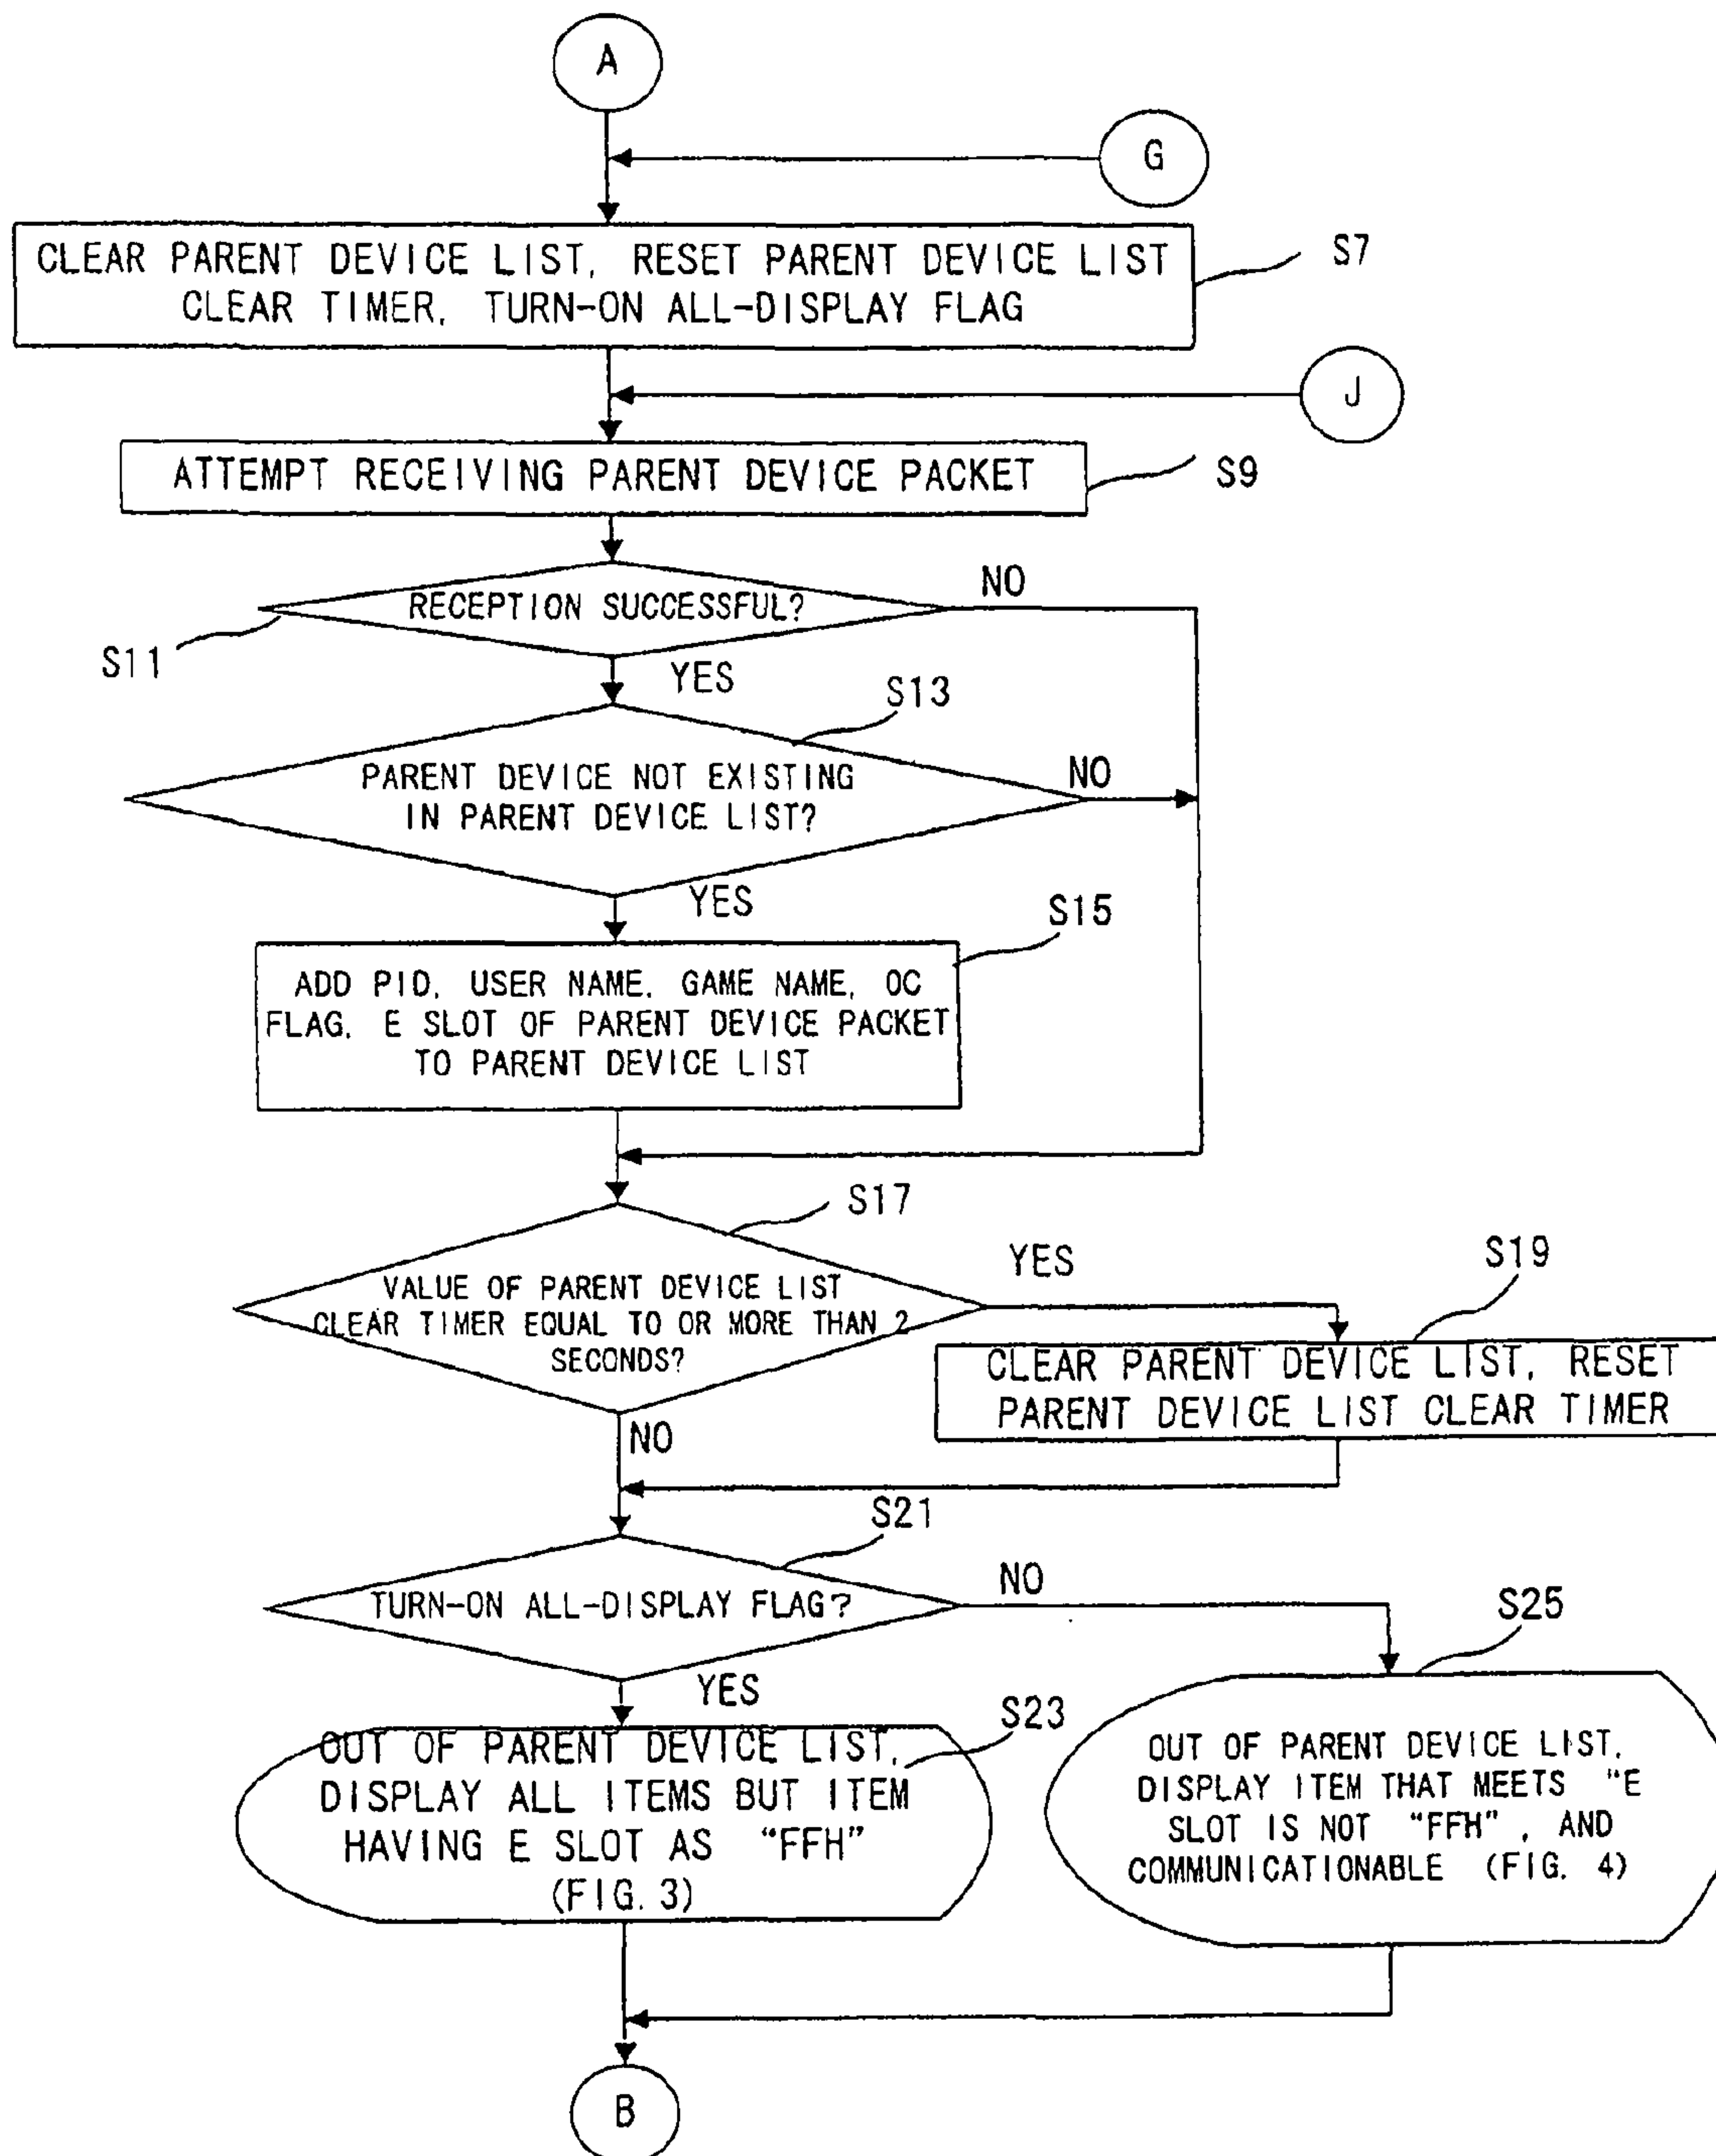 A
G
CLEAR PARENT DEVICE LIST, RESET PARENT DEVICE LIST
CLEAR TIMER, TURN-ON ALL-DISPLAY FLAG
S7
J
ATTEMPT RECEIVING PARENT DEVICE PACKET
S9
RECEPTION SUCCESSFUL?
NO
S11
YES
S13
PARENT DEVICE NOT EXISTING
IN PARENT DEVICE LIST?
NO
YES
S15
ADD PID, USER NAME, GAME NAME, OC
FLAG, E SLOT OF PARENT DEVICE PACKET
TO PARENT DEVICE LIST
S17
VALUE OF PARENT DEVICE LIST
CLEAR TIMER EQUAL TO OR MORE THAN 2
SECONDS?
YES
S19
CLEAR PARENT DEVICE LIST, RESET
PARENT DEVICE LIST CLEAR TIMER
NO
S21
TURN-ON ALL-DISPLAY FLAG?
NO
YES
S23
OUT OF PARENT DEVICE LIST,
DISPLAY ALL ITEMS BUT ITEM
HAVING E SLOT AS "FFH"
(FIG. 3)
S25
OUT OF PARENT DEVICE LIST,
DISPLAY ITEM THAT MEETS "E
SLOT IS NOT "FFH", AND
COMMUNICATIONABLE (FIG. 4)
B